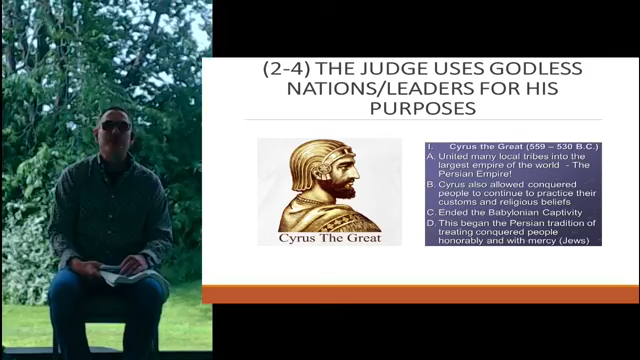 (2-4) THE JUDGE USES GODLESS
NATIONS/LEADERS FOR HIS
PURPOSES
Cyrus The Great
I. Cyrus the Great (559 – 530 B.C.)
A. United many local tribes into the
largest empire of the world - The
Persian Empire!
B. Cyrus also allowed conquered
people to continue to practice their
customs and religious beliefs
C. Ended the Babylonian Captivity
D. This began the Persian tradition of
treating conquered people
honorably and with mercy (Jews)